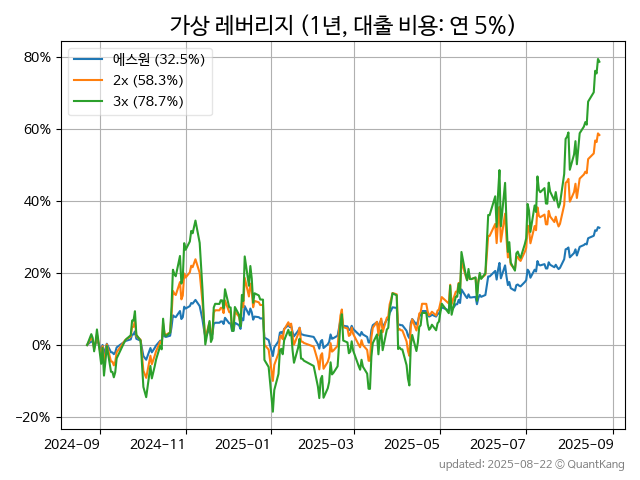 가상 레버리지 (1년, 대출 비용: 연 5%)
80%
60%
40%
20%
0%
−20%
에스원 (32.5%)
2x (58.3%)
3x (78.7%)
2024-09 2024-11 2025-01 2025-03 2025-05 2025-07 2025-09
updated: 2025-08-22 © QuantKang